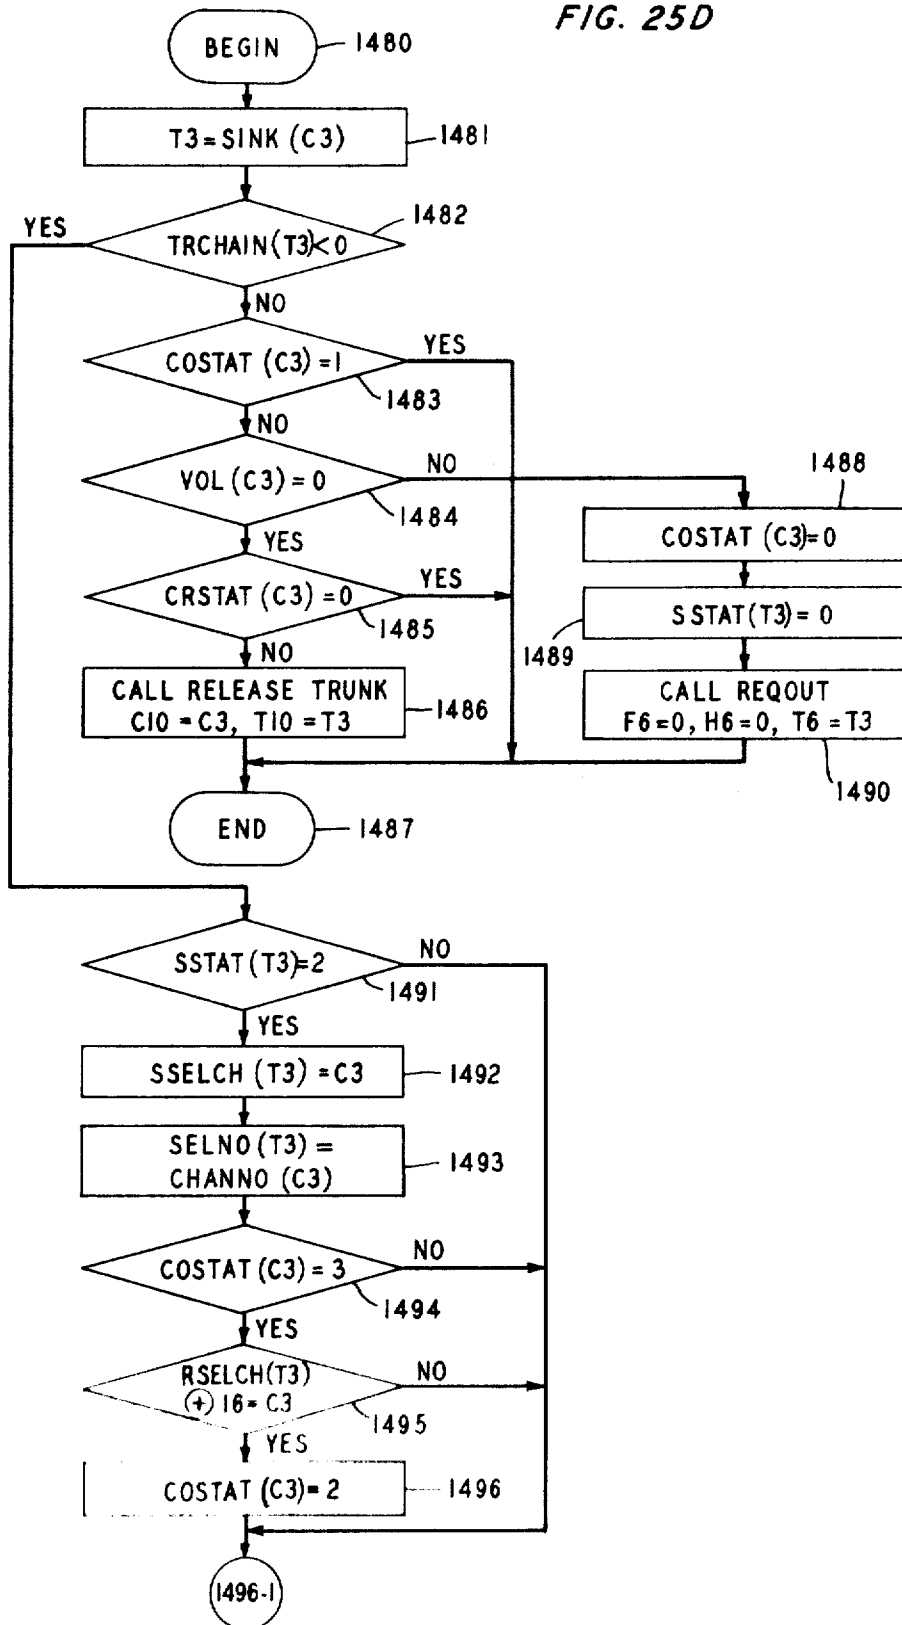 FIG. 25D
BEGIN
1480
T3=SINK (C3)
1481
YES
1482
TRCHAIN(T3)<0
NO
COSTAT (C3)=1
YES
1483
NO
VOL(C3)=0
NO
1484
YES
1488
COSTAT (C3)=0
CRSTAT (C3)=0
YES
1485
NO
SSTAT(T3)=0
1489
CALL RELEASE TRUNK
C10=C3, T10=T3
1486
CALL REQOUT
F6=0, H6=0, T6=T3
1490
END
1487
SSTAT(T3)=2
NO
1491
YES
SSELCH (T3)=C3
1492
SELNO(T3)=
CHANNO (C3)
1493
COSTAT(C3)=3
NO
1494
YES
RSELCH(T3)
⊕ 16=C3
NO
1495
YES
COSTAT (C3)=2
1496
1496-1